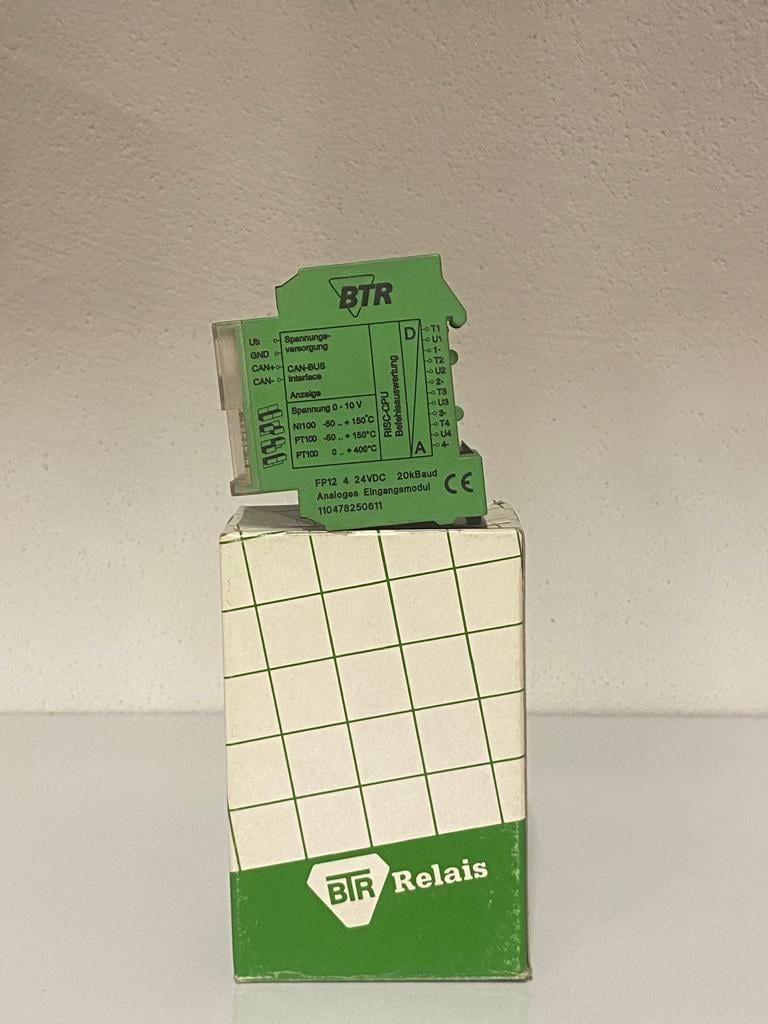 BTR
Ub
GND
CAN+
CAN-
Spannungs-
versorgung
CAN-BUS
Interface
Anzeige
Spannung 0 - 10 V
NI100 -50 .. + 150°C
PT100 -50 .. + 150°C
PT100 0 .. + 400°C
RISC-CPU
Befehlsauswertung
D
A
T1
U1
1-
T2
U2
2-
T3
U3
3-
T4
U4
4-
FP12 4 24VDC 20kBaud
Analoges Eingangsmodul
110478250611
CE
BTR Relais